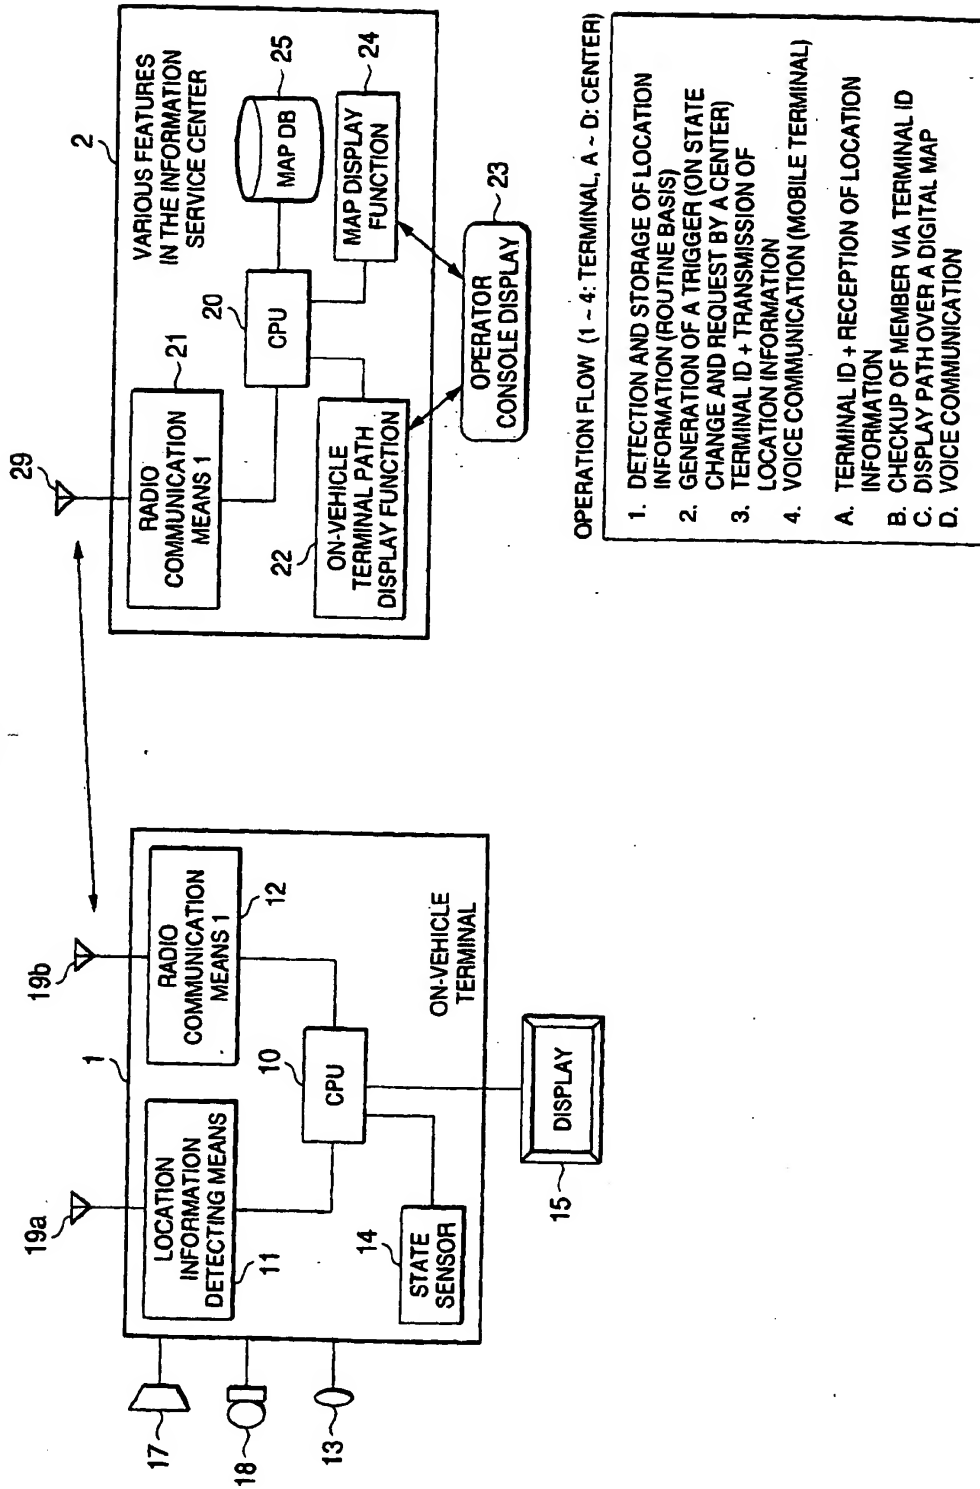 19a
19b
1
LOCATION
INFORMATION
DETECTING MEANS
11
RADIO
COMMUNICATION
MEANS 1
12
17
18
13
10
CPU
14
STATE
SENSOR
ON-VEHICLE
TERMINAL
DISPLAY
15
29
2
RADIO
COMMUNICATION
MEANS 1
21
VARIOUS FEATURES
IN THE INFORMATION
SERVICE CENTER
20
CPU
MAP DB
25
22
ON-VEHICLE
TERMINAL PATH
DISPLAY FUNCTION
MAP DISPLAY
FUNCTION
24
OPERATOR
CONSOLE DISPLAY
23
OPERATION FLOW (1 ~ 4: TERMINAL, A ~ D: CENTER)
1. DETECTION AND STORAGE OF LOCATION
INFORMATION (ROUTINE BASIS)
2. GENERATION OF A TRIGGER (ON STATE
CHANGE AND REQUEST BY A CENTER)
3. TERMINAL ID + TRANSMISSION OF
LOCATION INFORMATION
4. VOICE COMMUNICATION (MOBILE TERMINAL)
A. TERMINAL ID + RECEPTION OF LOCATION
INFORMATION
B. CHECKUP OF MEMBER VIA TERMINAL ID
C. DISPLAY PATH OVER A DIGITAL MAP
D. VOICE COMMUNICATION